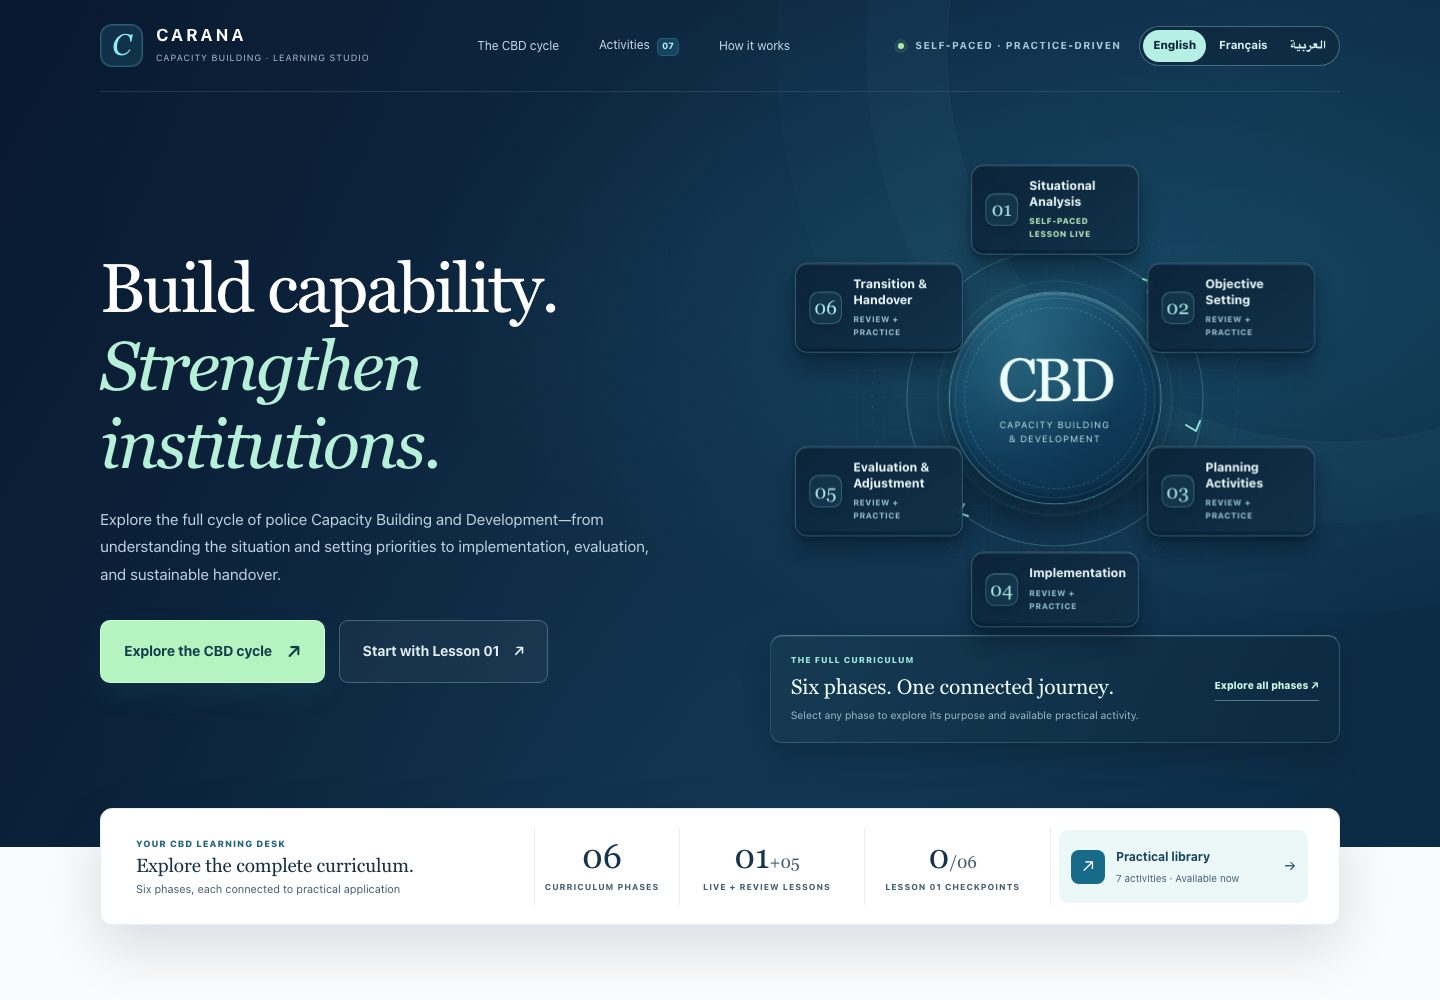 C
CARANA
CAPACITY BUILDING · LEARNING STUDIO
The CBD cycle
Activities 07
How it works
SELF-PACED · PRACTICE-DRIVEN
English
Français
العربية
Build capability.
Strengthen
institutions.
Explore the full cycle of police Capacity Building and Development—from
understanding the situation and setting priorities to implementation, evaluation,
and sustainable handover.
Explore the CBD cycle ↗
Start with Lesson 01 ↗
01
Situational
Analysis
SELF-PACED
LESSON LIVE
06
Transition &
Handover
REVIEW +
PRACTICE
02
Objective
Setting
REVIEW +
PRACTICE
CBD
CAPACITY BUILDING
& DEVELOPMENT
05
Evaluation &
Adjustment
REVIEW +
PRACTICE
03
Planning
Activities
REVIEW +
PRACTICE
04
Implementation
REVIEW +
PRACTICE
THE FULL CURRICULUM
Six phases. One connected journey.
Select any phase to explore its purpose and available practical activity.
Explore all phases ↗
YOUR CBD LEARNING DESK
Explore the complete curriculum.
Six phases, each connected to practical application
06
CURRICULUM PHASES
01+05
LIVE + REVIEW LESSONS
0/06
LESSON 01 CHECKPOINTS
↗
Practical library
7 activities · Available now
→